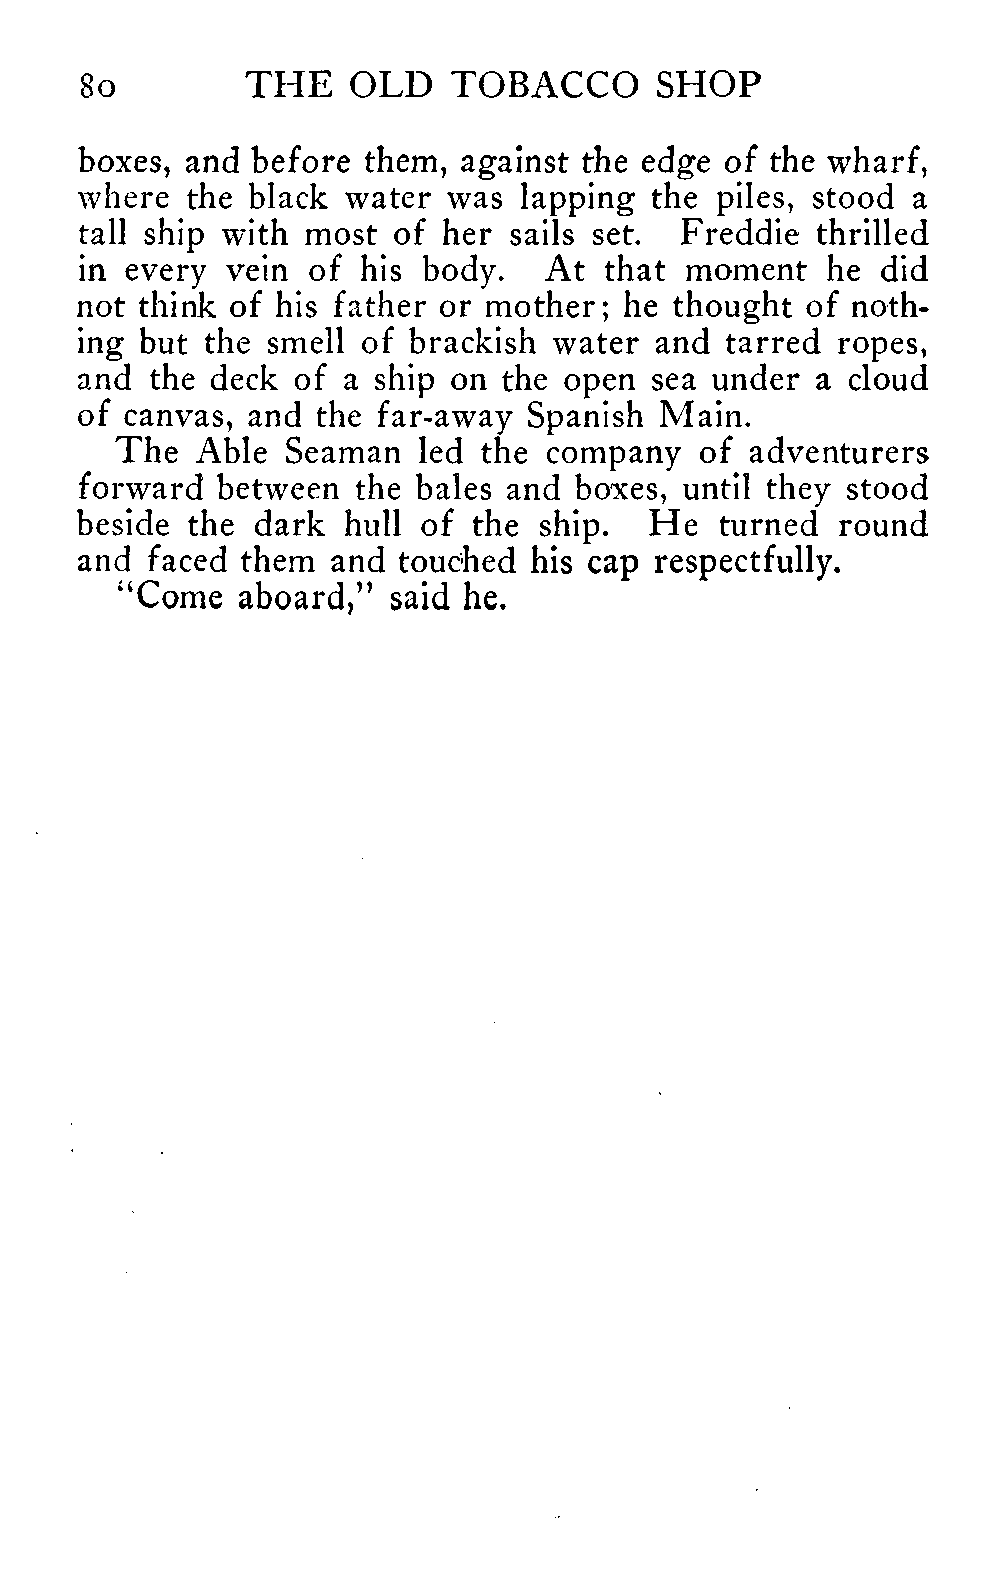 80 THE OLD TOBACCO SHOP
boxes, and before them, against the edge of the wharf,
where the black water was lapping the piles, stood a
tall ship with most of her sails set. Freddie thrilled
in every vein of his body. At that moment he did
not think of his father or mother; he thought of noth-
ing but the smell of brackish water and tarred ropes,
and the deck of a ship on the open sea under a cloud
of canvas, and the far-away Spanish Main.
The Able Seaman led the company of adventurers
forward between the bales and boxes, until they stood
beside the dark hull of the ship. He turned round
and faced them and touched his cap respectfully.
"Come aboard," said he.